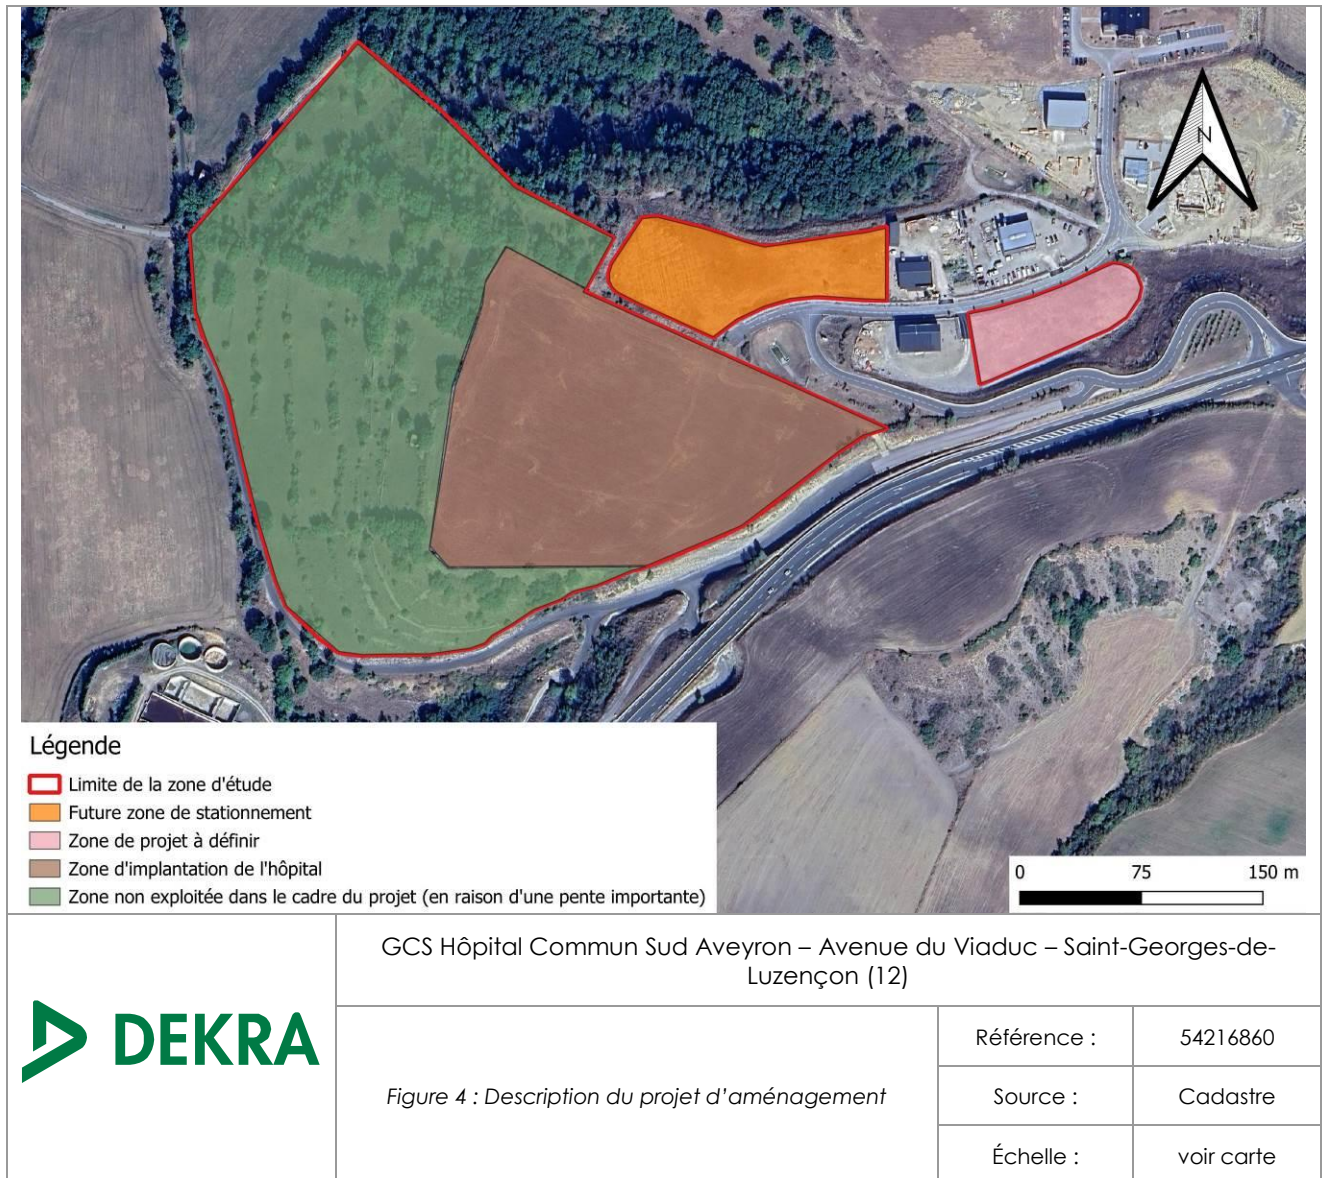 N
Légende
Limite de la zone d'étude
Future zone de stationnement
Zone de projet à définir
Zone d'implantation de l'hôpital
Zone non exploitée dans le cadre du projet (en raison d'une pente importante)
0 75 150 m
DEKRA
GCS Hôpital Commun Sud Aveyron – Avenue du Viaduc – Saint-Georges-de-
Luzençon (12)
Figure 4 : Description du projet d'aménagement
Référence : 54216860
Source : Cadastre
Échelle : voir carte